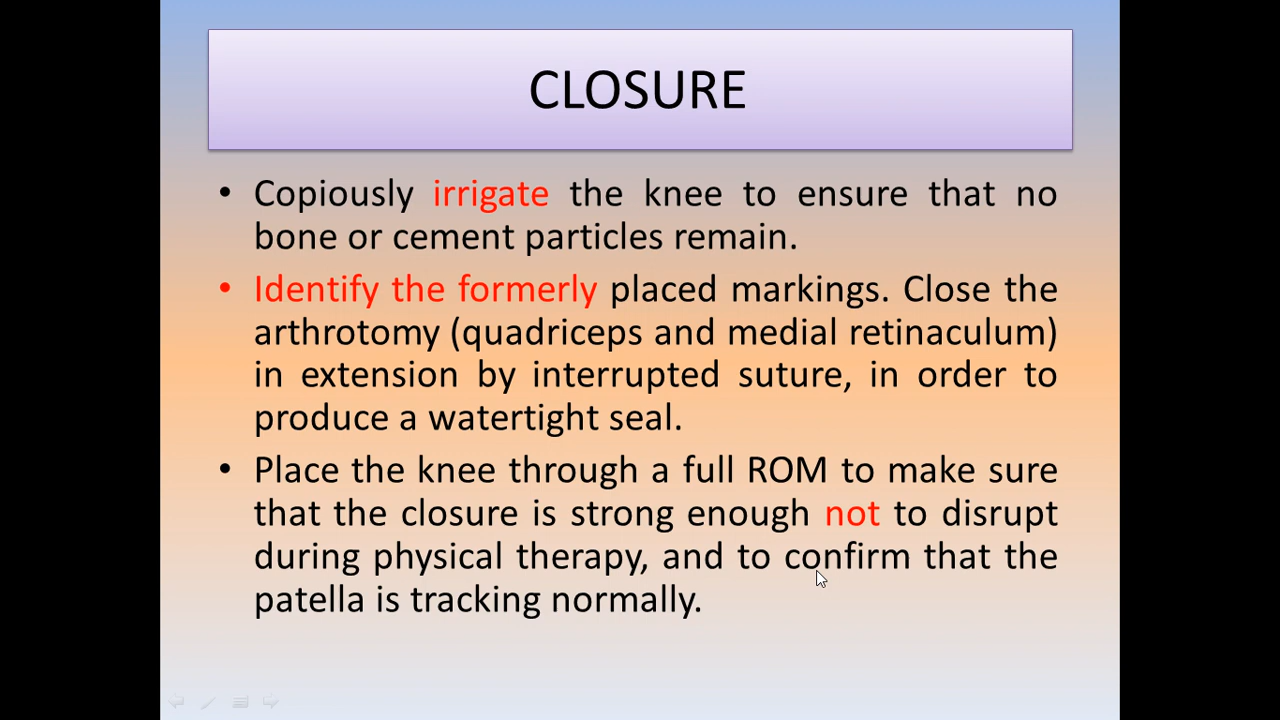 CLOSURE
• Copiously irrigate the knee to ensure that no
bone or cement particles remain.
• Identify the formerly placed markings. Close the
arthrotomy (quadriceps and medial retinaculum)
in extension by interrupted suture, in order to
produce a watertight seal.
• Place the knee through a full ROM to make sure
that the closure is strong enough not to disrupt
during physical therapy, and to confirm that the
patella is tracking normally.